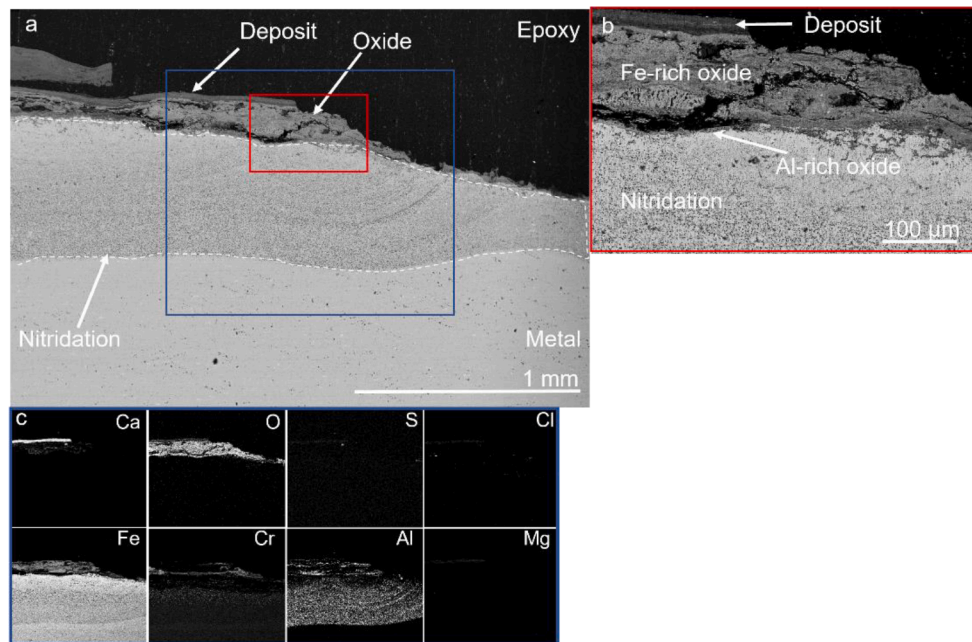 a
Deposit
Oxide
Epoxy
Nitridation
Metal
1 mm
b
Deposit
Fe-rich oxide
Al-rich oxide
Nitridation
100 µm
c
Ca
O
S
Cl
Fe
Cr
Al
Mg